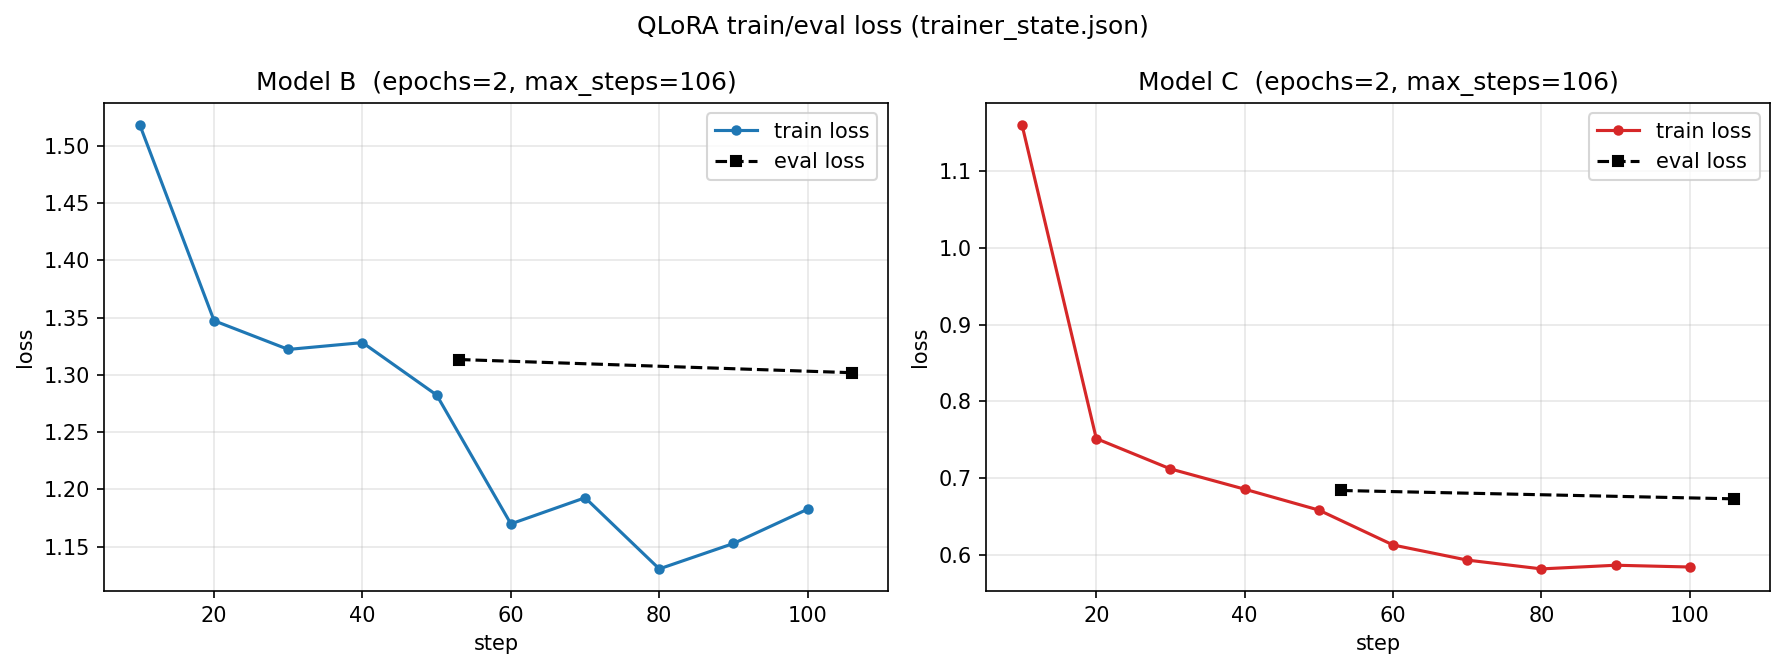 QLoRA train/eval loss (trainer_state.json)
Model B  (epochs=2, max_steps=106)
train loss
eval loss
1.50
1.45
1.40
1.35
1.30
1.25
1.20
1.15
loss
20
40
60
80
100
step
Model C  (epochs=2, max_steps=106)
train loss
eval loss
1.1
1.0
0.9
0.8
0.7
0.6
loss
20
40
60
80
100
step